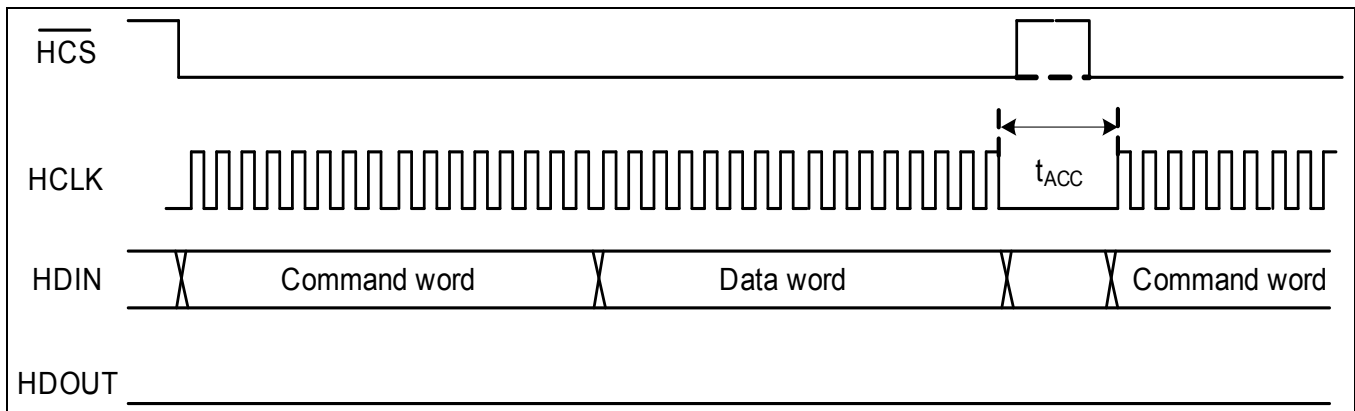 HCS
HCLK
tACC
HDIN
Command word
Data word
Command word
HDOUT